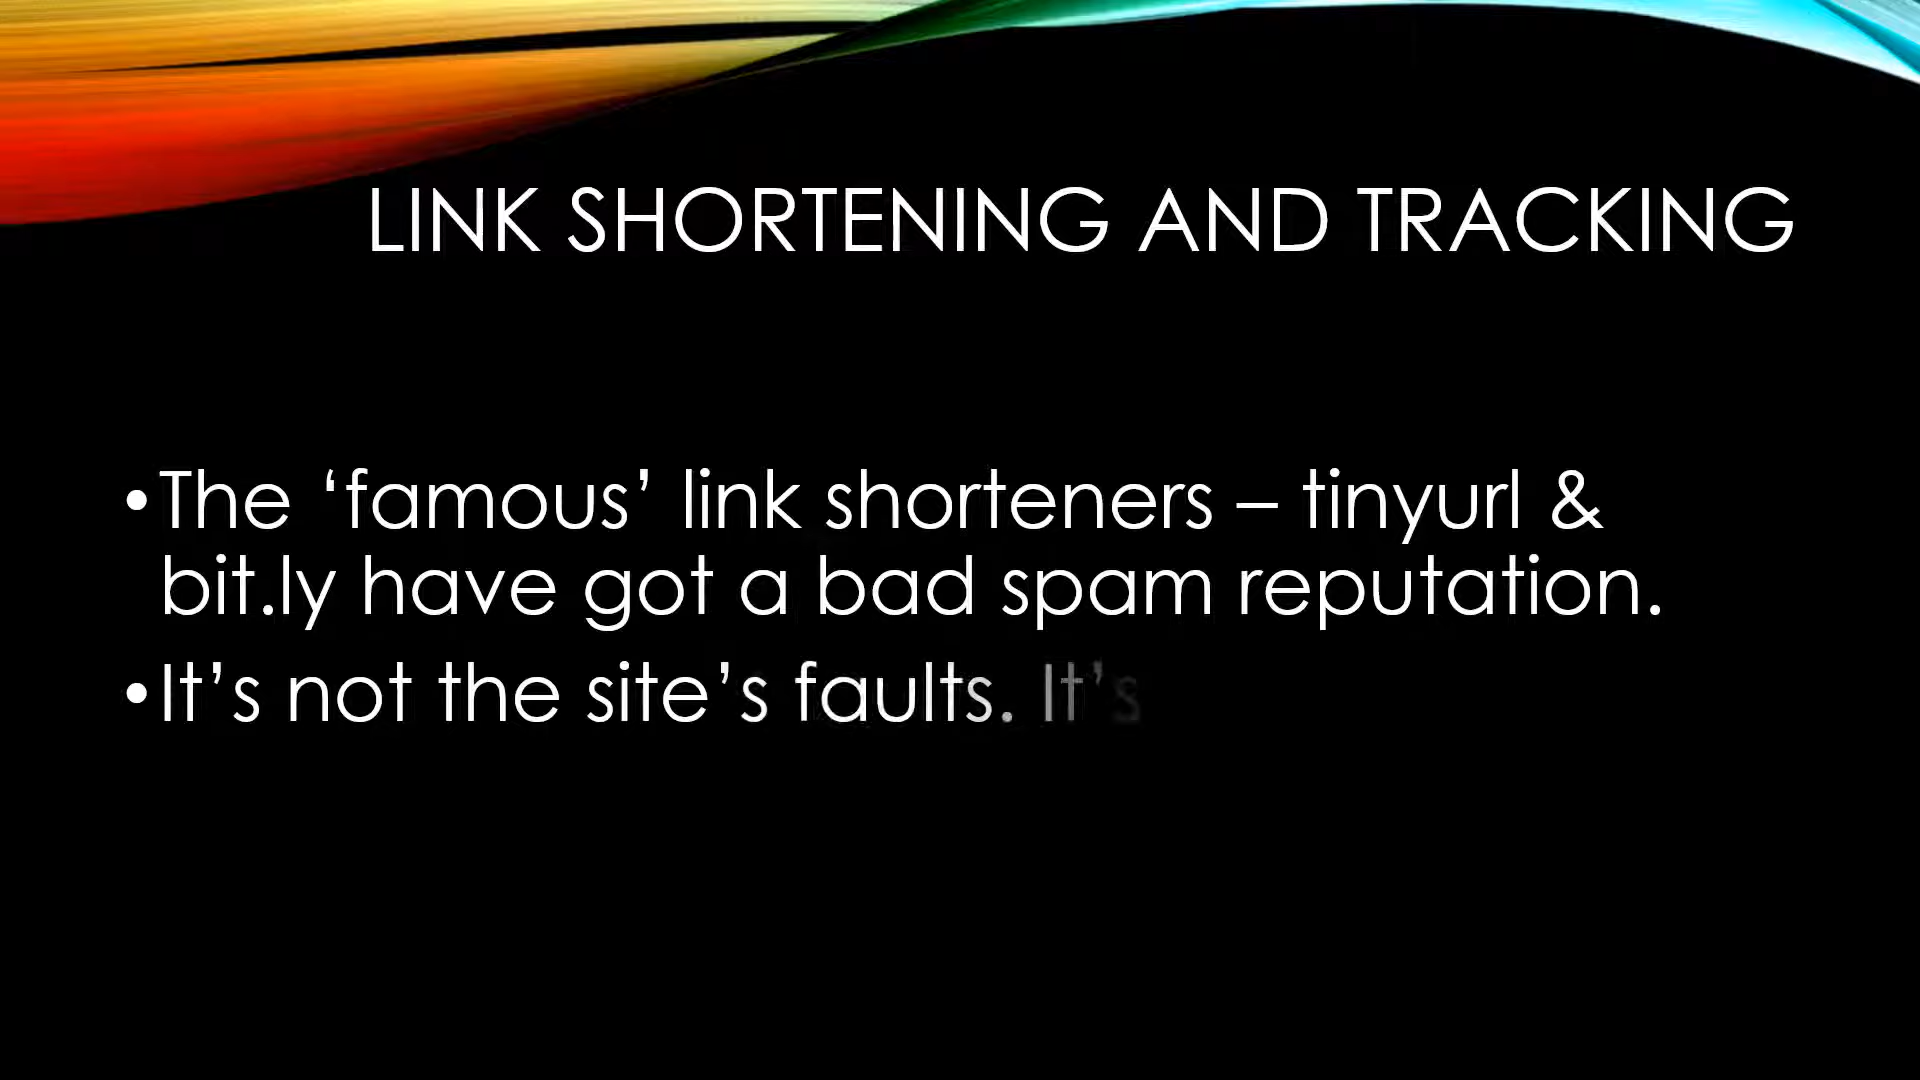 LINK SHORTENING AND TRACKING
•The ‘famous’ link shorteners – tinyurl &
bit.ly have got a bad spam reputation.
•It’s not the site’s faults. It’s